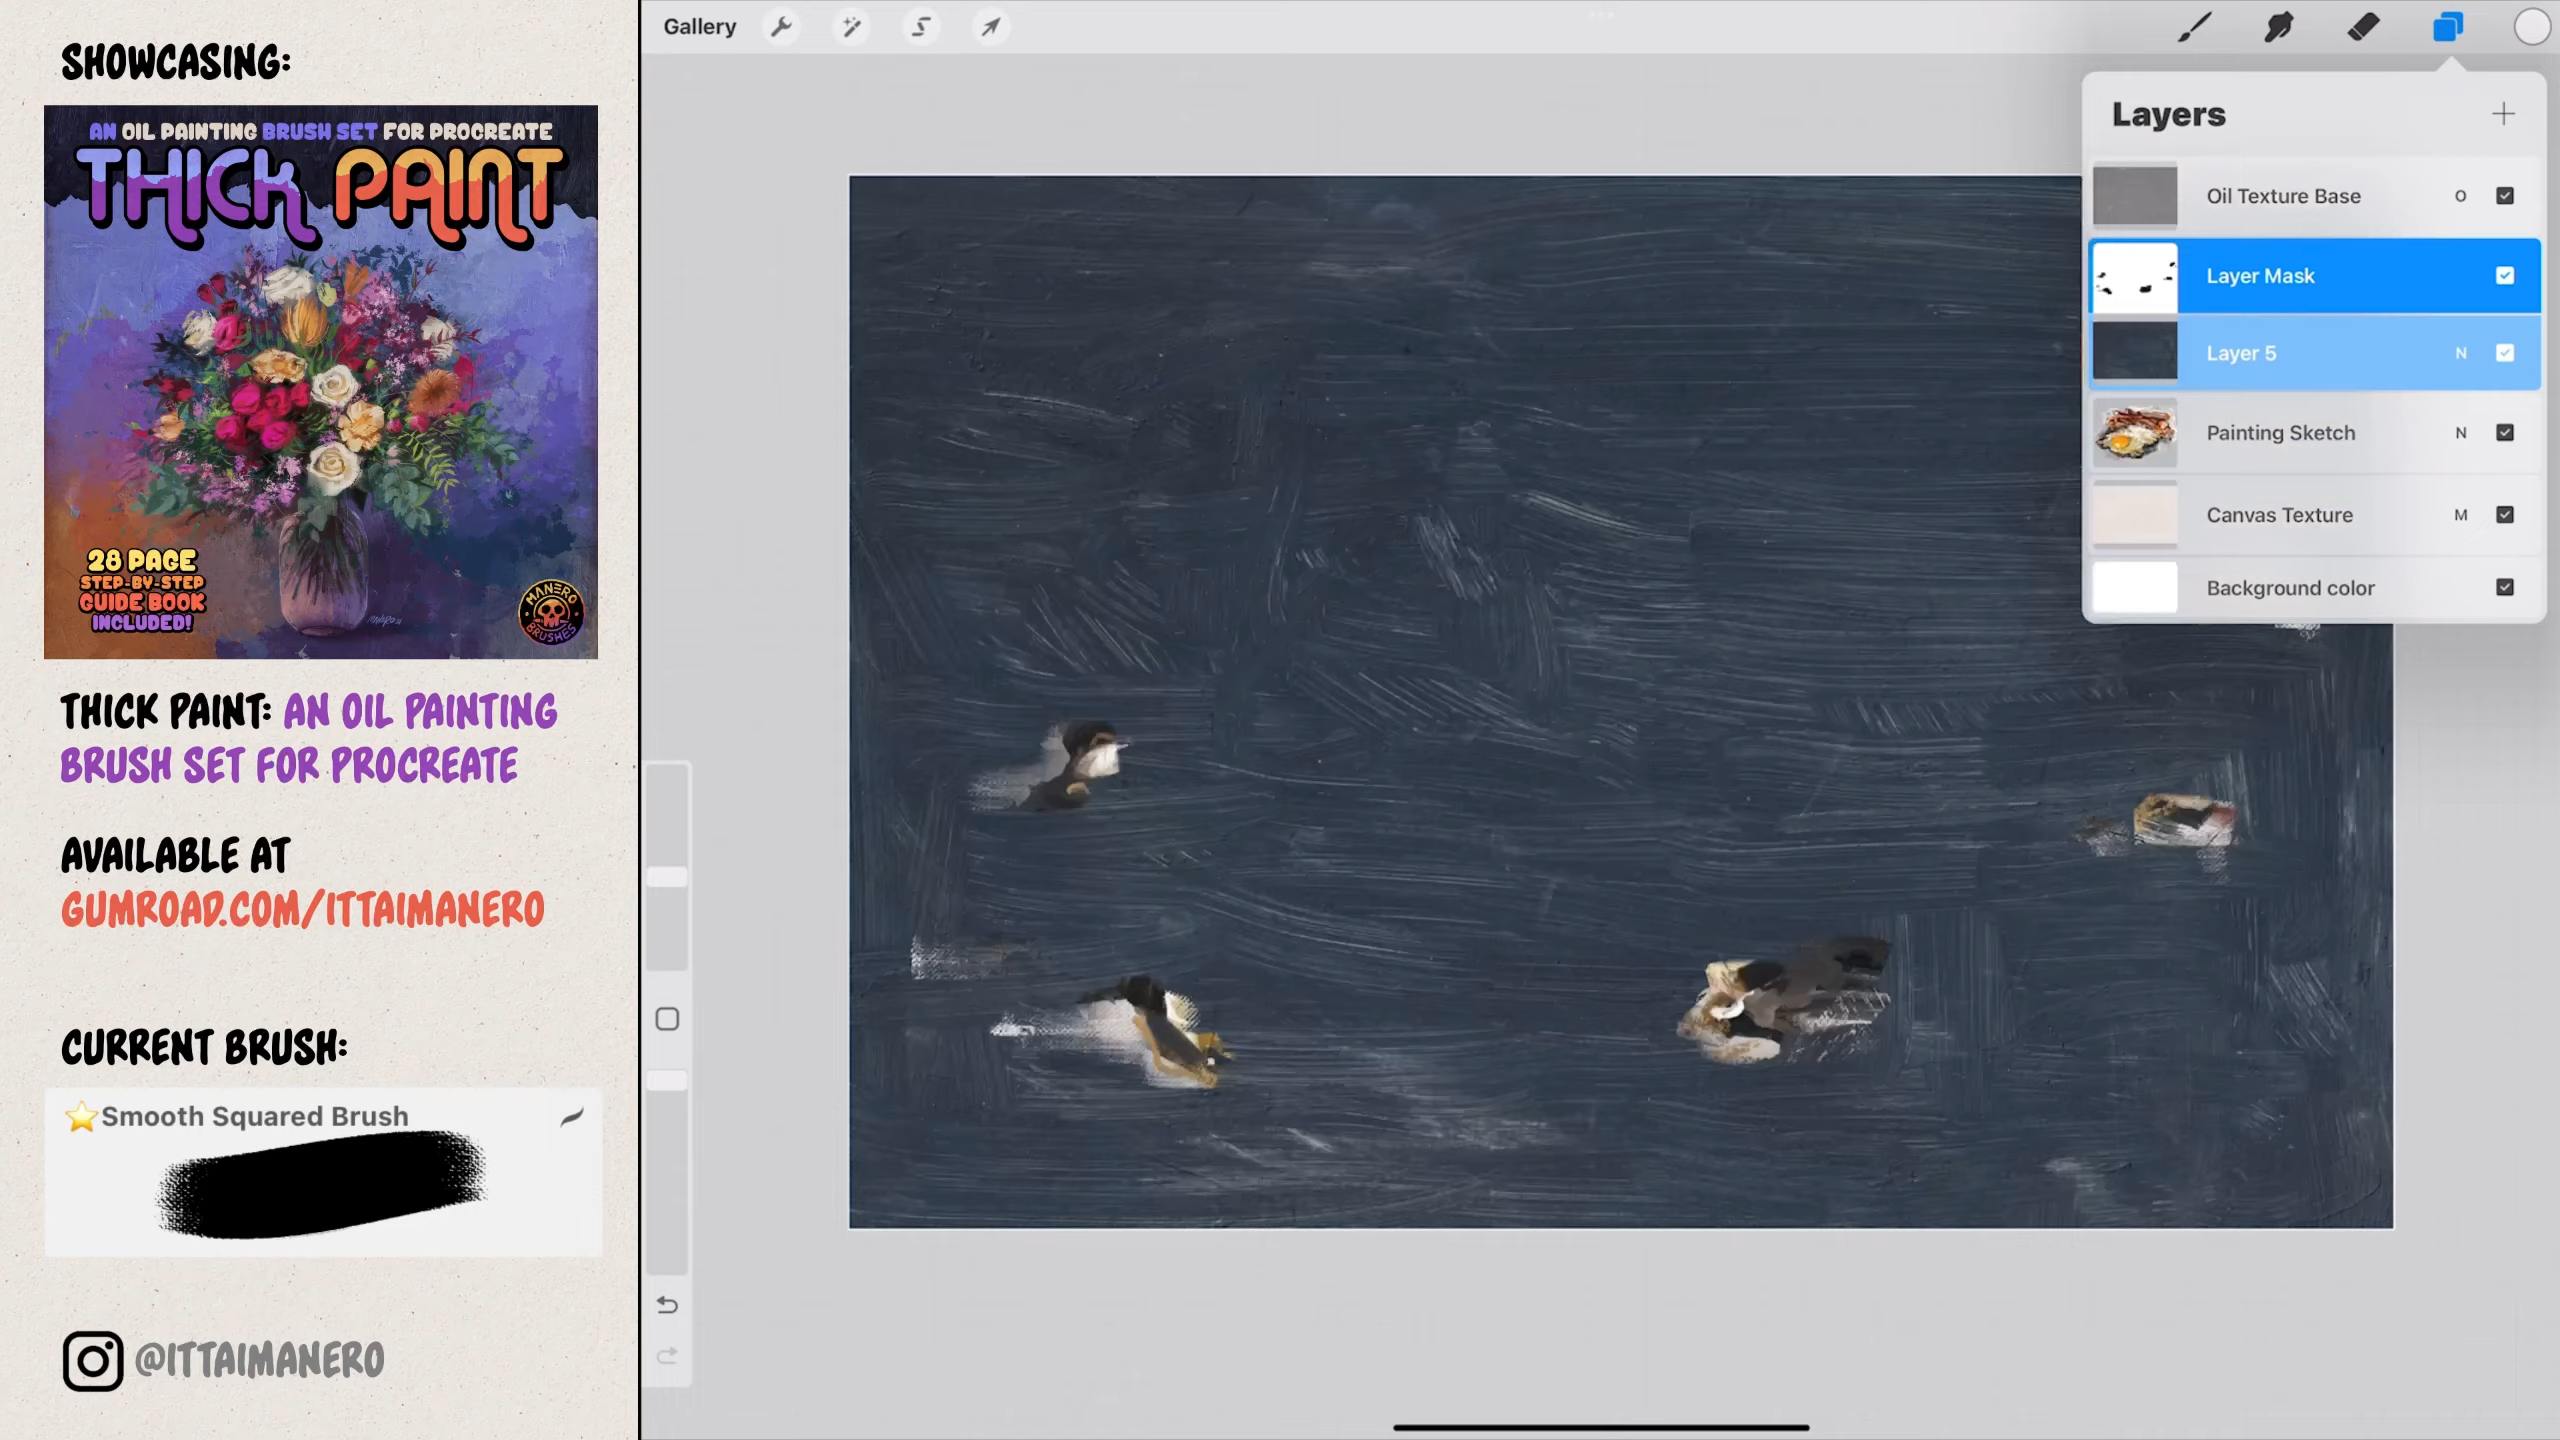 SHOWCASING:
AN OIL PAINTING BRUSH SET FOR PROCREATE
THICK PAINT
28 PAGE
STEP-BY-STEP
GUIDE BOOK
INCLUDED!
MANERO
BRUSHES
THICK PAINT: AN OIL PAINTING
BRUSH SET FOR PROCREATE
AVAILABLE AT
GUMROAD.COM/ITTAIMANERO
CURRENT BRUSH:
Smooth Squared Brush
@ITTAIMANERO
Gallery
Layers
Oil Texture Base O
Layer Mask
Layer 5 N
Painting Sketch N
Canvas Texture M
Background color